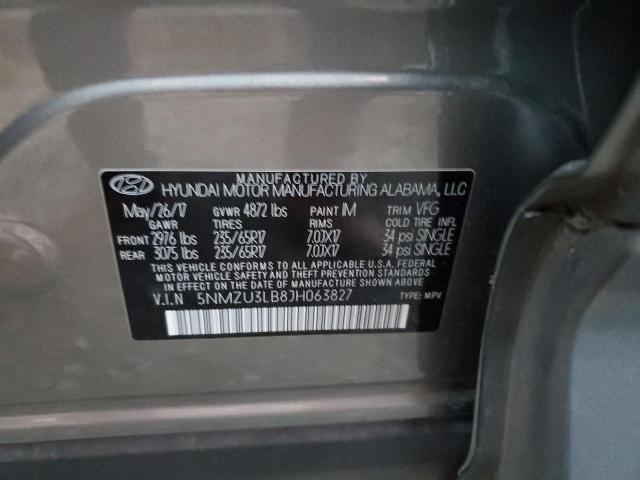 MANUFACTURED BY
HYUNDAI MOTOR MANUFACTURING ALABAMA, LLC
May/26/17 GVWR 4872 lbs PAINT IM TRIM VFG
GAWR TIRES RIMS COLD TIRE INFL
FRONT 2976 lbs 235/65R17 7.0JX17 34 psi SINGLE
REAR 3075 lbs 235/65R17 7.0JX17 34 psi SINGLE
THIS VEHICLE CONFORMS TO ALL APPLICABLE U.S. FEDERAL
MOTOR VEHICLE SAFETY AND THEFT PREVENTION STANDARDS
IN EFFECT ON THE DATE OF MANUFACTURE SHOWN ABOVE.
V.I.N 5NMZU3LB8JH063827 TYPE: MPV